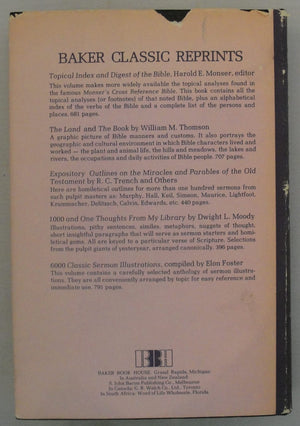 BAKER CLASSIC REPRINTS
Topical Index and Digest of the Bible, Harold E. Monser, editor
This volume makes more widely available the topical analyses found in
the famous Monser's Cross Reference Bible. This book contains all the
topical analyses (or footnotes) of that noted Bible, plus an alphabetical
index of the verbs of the Bible and a complete list of the persons and
places. 681 pages.
The Land and The Book by William M. Thomson
A graphic picture of Bible manners and customs. It also portrays the
geographic and cultural environment in which Bible characters lived and
worked — the plant and animal life, the hills and meadows, the lakes and
rivers, the occupations and daily activities of Bible people. 707 pages.
Expository Outlines on the Miracles and Parables of the Old
Testament by R. C. Trench and Others
Here are homiletical outlines for more than one hundred sermons from
such pulpit masters as: Murphy, Hall, Keil, Simson, Maurice, Lightfoot,
Krummacher, Delitzsch, Calvin, Edwards, etc. 440 pages.
1000 and One Thoughts From My Library by Dwight L. Moody
Illustrations, pithy sentences, similes, metaphors, nuggets of thought,
short insightful paragraphs that will serve as sermon starters and homi-
letical gems. All are keyed to a particular verse of Scripture. Selections
from the pulpit giants of yesteryear, arranged canonically. 396 pages.
6000 Classic Sermon Illustrations, compiled by Elon Foster
This volume contains a carefully selected anthology of sermon illustra-
tions. They are all conveniently arranged by topic for easy reference and
immediate use. 791 pages.
BAKER BOOK HOUSE, Grand Rapids, Michigan
In Australia and New Zealand:
S. John Bacon Publishing Co., Melbourne
In Canada: G. R. Welch Co., Ltd., Toronto
In South Africa: Word of Life Wholesale, Florida